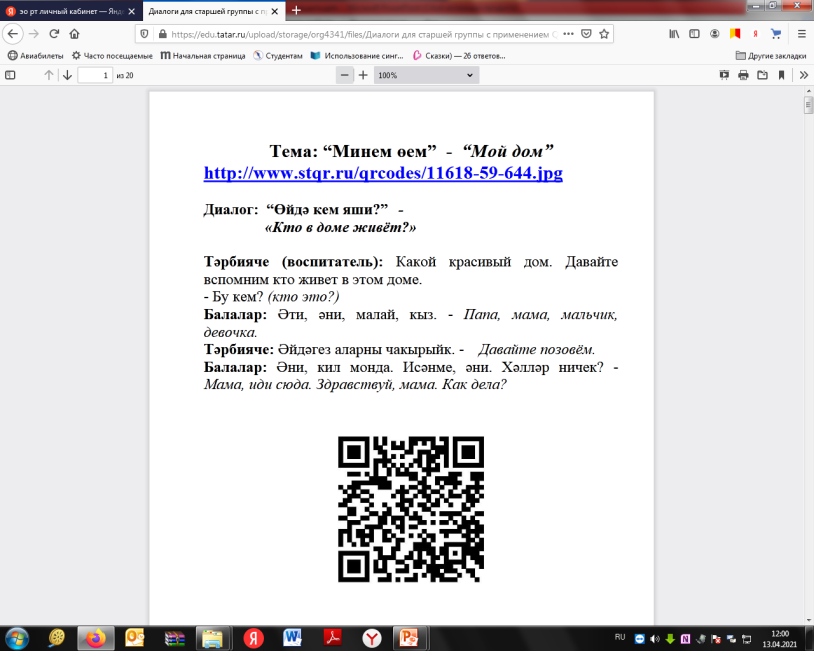 эо рт личный кабинет — Янд
Диалоги для старшей группы с пр
https://edu.tatar.ru/upload/storage/org4341/files/Диалоги для старшей группы с применением
Авиабилеты
Часто посещаемые
Начальная страница
Студентам
Использование синг...
Сказки) — 26 ответов...
Другие закладки
1 из 20
100%
Тема: “Минем өем” - “Мой дом”
http://www.stqr.ru/qrcodes/11618-59-644.jpg
Диалог: “Өйдә кем яши?” -
«Кто в доме живёт?»
Тәрбияче (воспитатель): Какой красивый дом. Давайте
вспомним кто живет в этом доме.
- Бу кем? (кто это?)
Балалар: Әти, әни, малай, кыз. - Папа, мама, мальчик,
девочка.
Тәрбияче: Әйдәгез аларны чакырыйк. - Давайте позовём.
Балалар: Әни, кил монда. Исәнме, әни. Хәлләр ничек? -
Мама, иди сюда. Здравствуй, мама. Как дела?
RU
12:00
13.04.2021